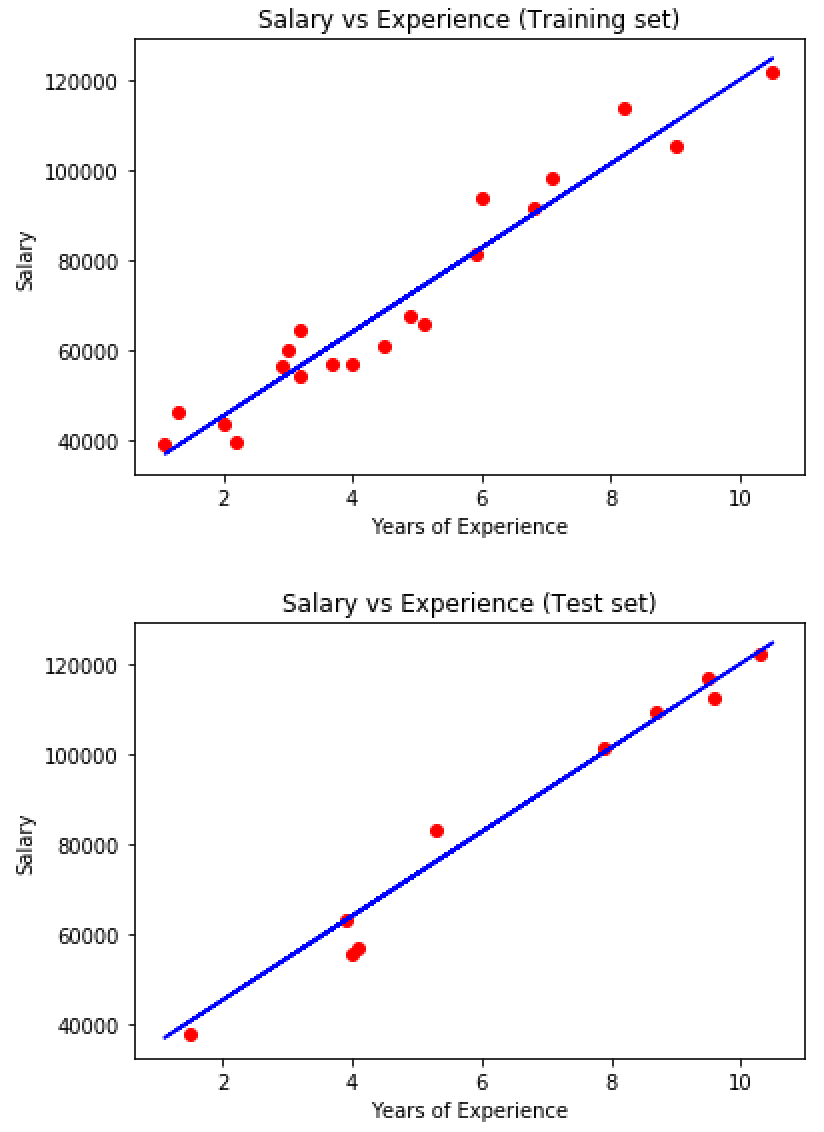 Salary vs Experience (Training set)
120000
100000
80000
60000
40000
Salary
2 4 6 8 10
Years of Experience
Salary vs Experience (Test set)
120000
100000
80000
60000
40000
Salary
2 4 6 8 10
Years of Experience